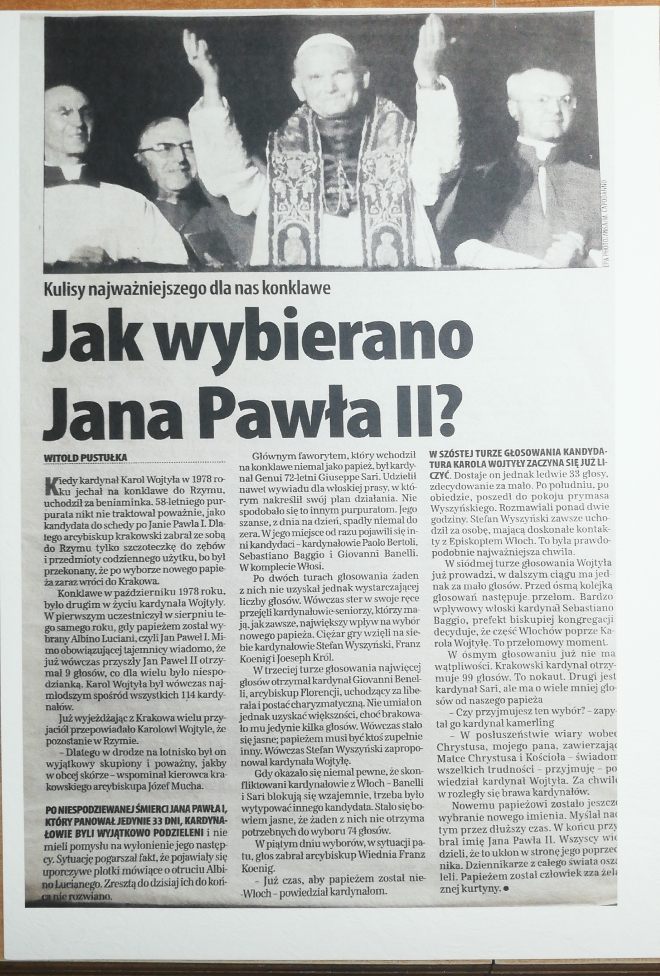 Kulisy najważniejszego dla nas konklawe
Jak wybierano
Jana Pawła II?
WITOLD PUSTUŁKA
Kiedy kardynał Karol Wojtyła w 1978 ro-
ku jechał na konklawe do Rzymu,
uchodził za beniaminka. 58-letniego pur-
purata nikt nie traktował poważnie, jako
kandydata do schedy po Janie Pawle I. Dla-
tego arcybiskup krakowski zabrał ze sobą
do Rzymu tylko szczoteczkę do zębów
i przedmioty codziennego użytku, bo był
przekonany, że po wyborze nowego papie-
ża zaraz wróci do Krakowa.
Konklawe w październiku 1978 roku,
było drugim w życiu kardynała Wojtyły.
W pierwszym uczestniczył w sierpniu te-
go samego roku, gdy papieżem został wy-
brany Albino Luciani, czyli Jan Paweł I. Mi-
mo obowiązującej tajemnicy wiadomo, że
już wówczas przyszły Jan Paweł II otrzy-
mał 9 głosów, co dla wielu było niespo-
dzianką. Karol Wojtyła był wówczas naj-
młodszym spośród wszystkich 114 kardy-
nałów.
Już wyjeżdżając z Krakowa wielu przy-
jaciół przepowiadało Karolowi Wojtyle, że
pozostanie w Rzymie.
– Dlatego w drodze na lotnisko był on
wyjątkowy skupiony i poważny, jakby
w obcej skórze – wspominał kierowca kra-
kowskiego arcybiskupa Józef Mucha.
PO NIESPODZIEWANEJ ŚMIERCI JANA PAWŁA I,
KTÓRY PANOWAŁ JEDYNIE 33 DNI, KARDYNA-
ŁOWIE BYLI WYJĄTKOWO PODZIELENI i nie
mieli pomysłu na wyłonienie jego następ-
cy. Sytuację pogarszał fakt, że pojawiały się
uporczywe plotki mówiące o otruciu Albi-
no Lucianego. Zresztą do dzisiaj ich do koń-
ca nie rozwiano.
Głównym faworytem, który wchodził
na konklawe niemal jako papież, był kardy-
nał Genui 72-letni Giuseppe Sari. Udzielił
nawet wywiadu dla włoskiej prasy, w któ-
rym nakreślił swój plan działania. Nie
spodobało się to innym purpuratom. Jego
szanse, z dnia na dzień, spadły niemal do
zera. W jego miejsce od razu pojawili się in-
ni kandydaci – kardynałowie Paolo Bertoli,
Sebastiano Baggio i Giovanni Banelli.
W komplecie Włosi.
Po dwóch turach głosowania żaden
z nich nie uzyskał jednak wystarczającej
liczby głosów. Wówczas ster w swoje ręce
przejęli kardynałowie-seniorzy, którzy ma-
ją, jak zawsze, największy wpływ na wybór
nowego papieża. Ciężar gry wzięli na sie-
bie kardynałowie Stefan Wyszyński, Franz
Koenig i Joeseph Król.
W trzeciej turze głosowania najwięcej
głosów otrzymał kardynał Giovanni Benel-
li, arcybiskup Florencji, uchodzący za libe-
rała i postać charyzmatyczną. Nie umiał on
jednak uzyskać większości, choć brakowa-
ło mu jedynie kilka głosów. Wówczas stało
się jasne; papieżem musi być ktoś zupełnie
inny. Wówczas Stefan Wyszyński zapropo-
nował kardynała Wojtyłę.
Gdy okazało się niemal pewne, że skon-
fliktowani kardynałowie z Włoch – Banelli
i Sari blokują się wzajemnie, trzeba było
wytypować innego kandydata. Stało się bo-
wiem jasne, że żaden z nich nie otrzyma
potrzebnych do wyboru 74 głosów.
W piątym dniu wyborów, w sytuacji pa-
tu, głos zabrał arcybiskup Wiednia Franz
Koenig.
– Już czas, aby papieżem został nie-
Włoch – powiedział kardynałom.
W SZÓSTEJ TURZE GŁOSOWANIA KANDYDA-
TURA KAROLA WOJTYŁY ZACZYNA SIĘ JUŻ LI-
CZYĆ. Dostaje on jednak ledwie 33 głosy,
zdecydowanie za mało. Po południu, po
obiedzie, poszedł do pokoju prymasa
Wyszyńskiego. Rozmawiali ponad dwie
godziny. Stefan Wyszyński zawsze ucho-
dził za osobę, mającą doskonałe kontak-
ty z Episkoptem Włoch. To była prawdo-
podobnie najważniejsza chwila.
W siódmej turze głosowania Wojtyła
już prowadzi, w dalszym ciągu ma jed-
nak za mało głosów. Przed ósmą kolejką
głosowań następuje przełom. Bardzo
wpływowy włoski kardynał Sebastiano
Baggio, prefekt biskupiej kongregacji
decyduje, że część Włochów poprze Ka-
rola Wojtyłę. To przełomowy moment.
W ósmym głosowaniu już nie ma
wątpliwości. Krakowski kardynał otrzy-
muje 99 głosów. To nokaut. Drugi jest
kardynał Sari, ale ma o wiele mniej gło-
sów od naszego papieża
– Czy przyjmujesz ten wybór? – zapy-
tał go kardynał kamerling
– W posłuszeństwie wiary wobec
Chrystusa, mojego pana, zawierzając
Matce Chrystusa i Kościoła – świadom
wszelkich trudności – przyjmuję – po
wiedział kardynał Wojtyła. Za chwilę
w rozległy się brawa kardynałów.
Nowemu papieżowi zostało jeszcze
wybranie nowego imienia. Myślał nad
tym przez dłuższy czas. W końcu przy
brał imię Jana Pawła II. Wszyscy wie
dzieli, że to ukłon w stronę jego poprzed
nika. Dziennikarze z całego świata osza
leli. Papieżem został człowiek zza żela
znej kurtyny.